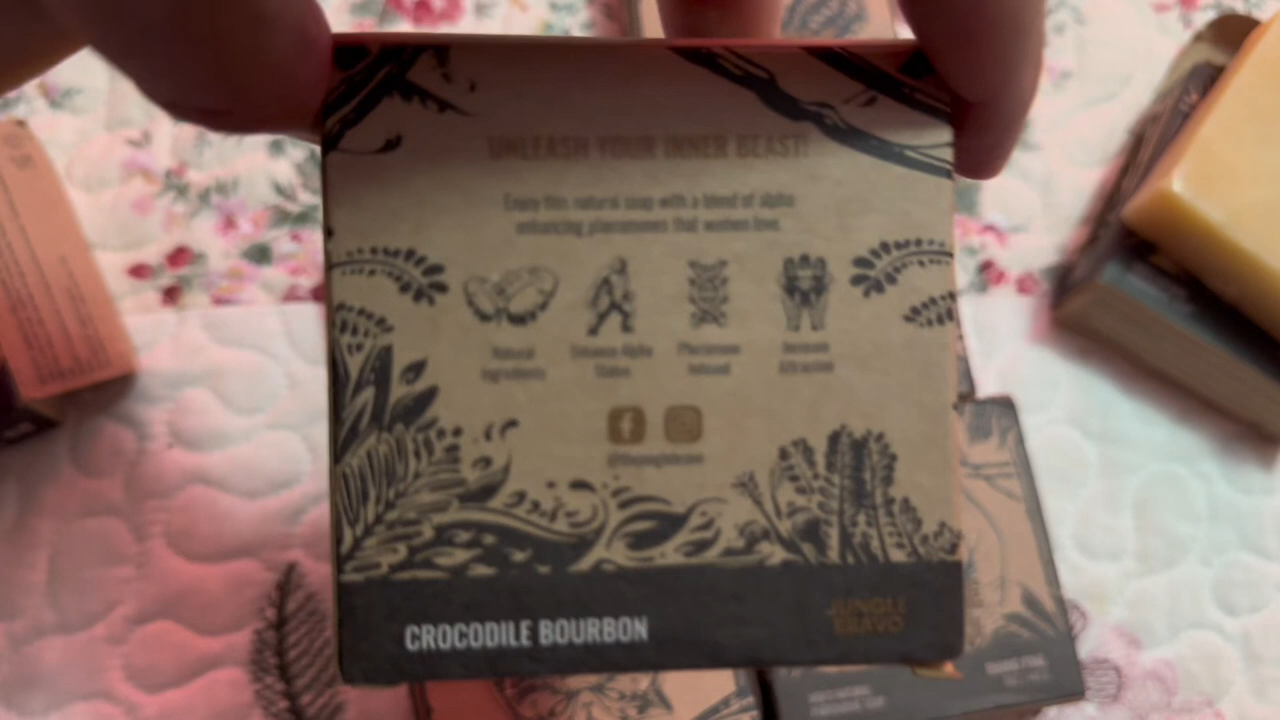 UNLEASH YOUR INNER BEAST!
Enjoy this natural soap with a blend of alpha
enhancing pheromones that women love.
Natural
Ingredients
Enhance Alpha
Status
Pheromone
Infused
Increase
Attraction
CROCODILE BOURBON
JUNGLE
BRAVO